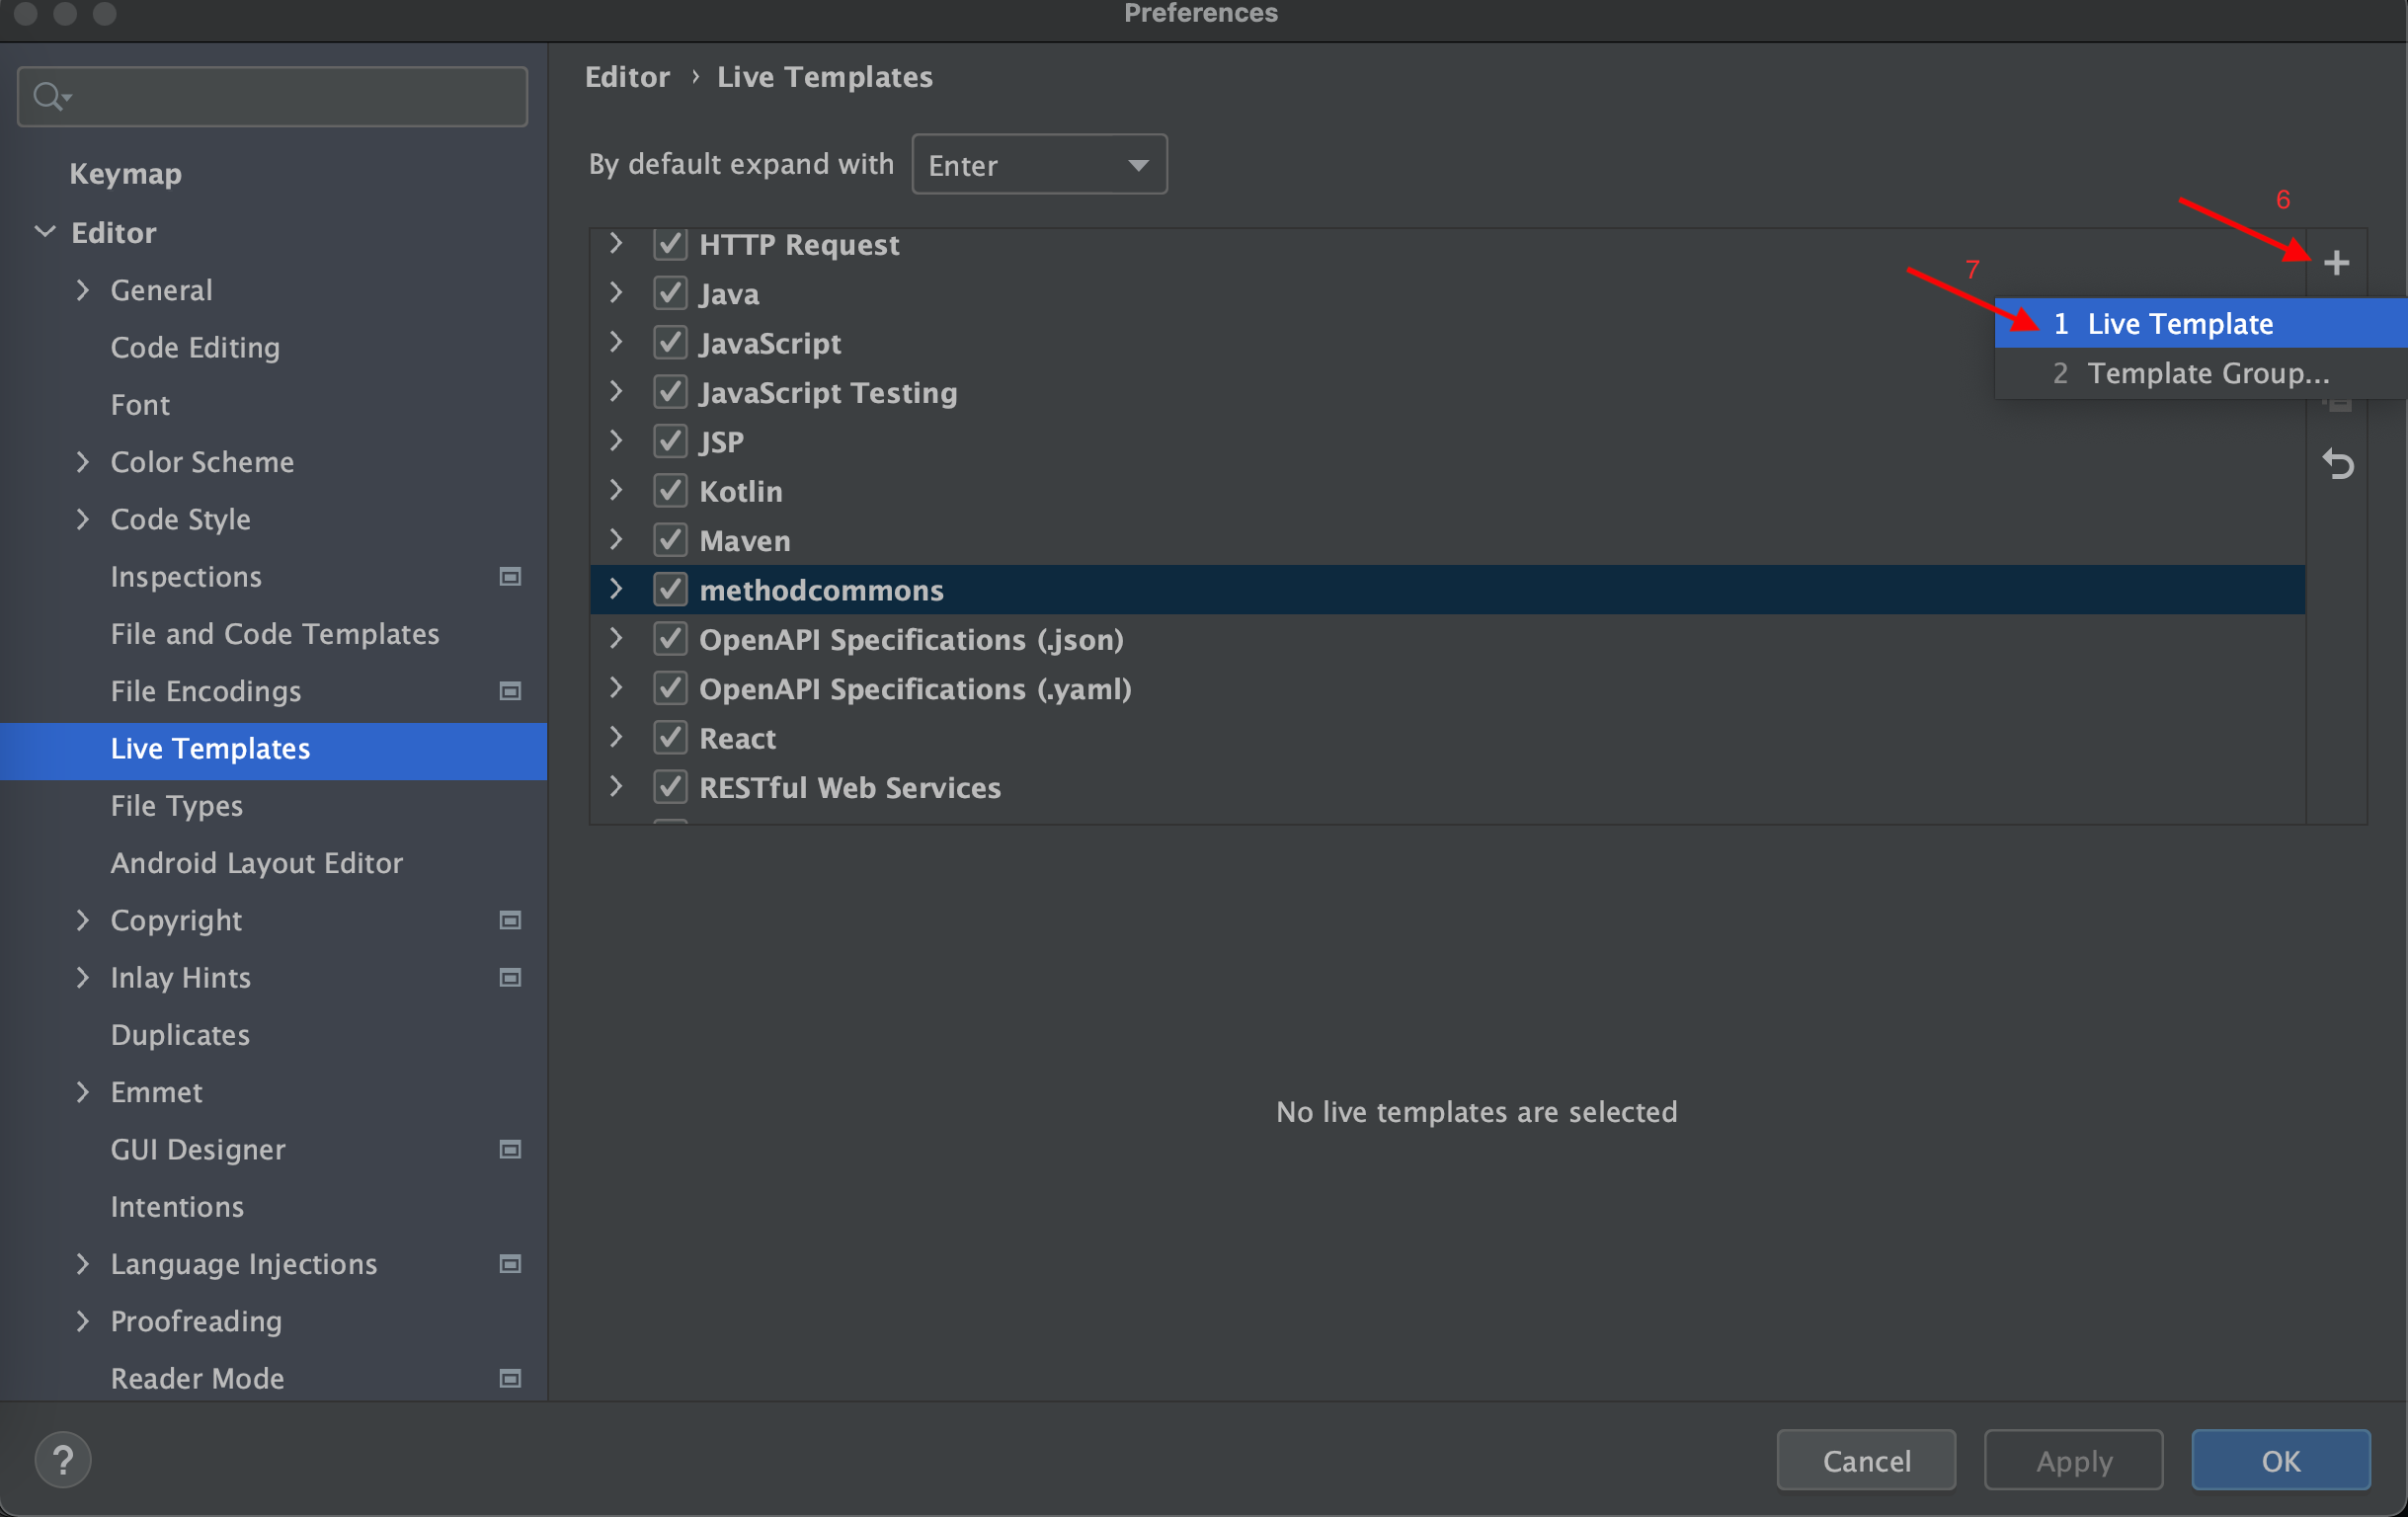 Preferences
Keymap
Editor
General
Code Editing
Font
Color Scheme
Code Style
Inspections
File and Code Templates
File Encodings
Live Templates
File Types
Android Layout Editor
Copyright
Inlay Hints
Duplicates
Emmet
GUI Designer
Intentions
Language Injections
Proofreading
Reader Mode
Editor › Live Templates
By default expand with Enter
HTTP Request
Java
JavaScript
JavaScript Testing
JSP
Kotlin
Maven
methodcommons
OpenAPI Specifications (.json)
OpenAPI Specifications (.yaml)
React
RESTful Web Services
6
7
1 Live Template
2 Template Group...
No live templates are selected
?
Cancel
Apply
OK